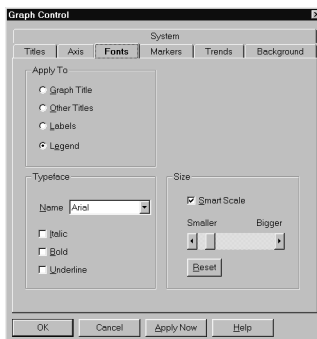 Graph Control
System
Titles Axis Fonts Markers Trends Background
Apply To
Graph Title
Other Titles
Labels
Legend
Typeface
Name Arial
Italic
Bold
Underline
Size
Smart Scale
Smaller Bigger
Reset
OK Cancel Apply Now Help